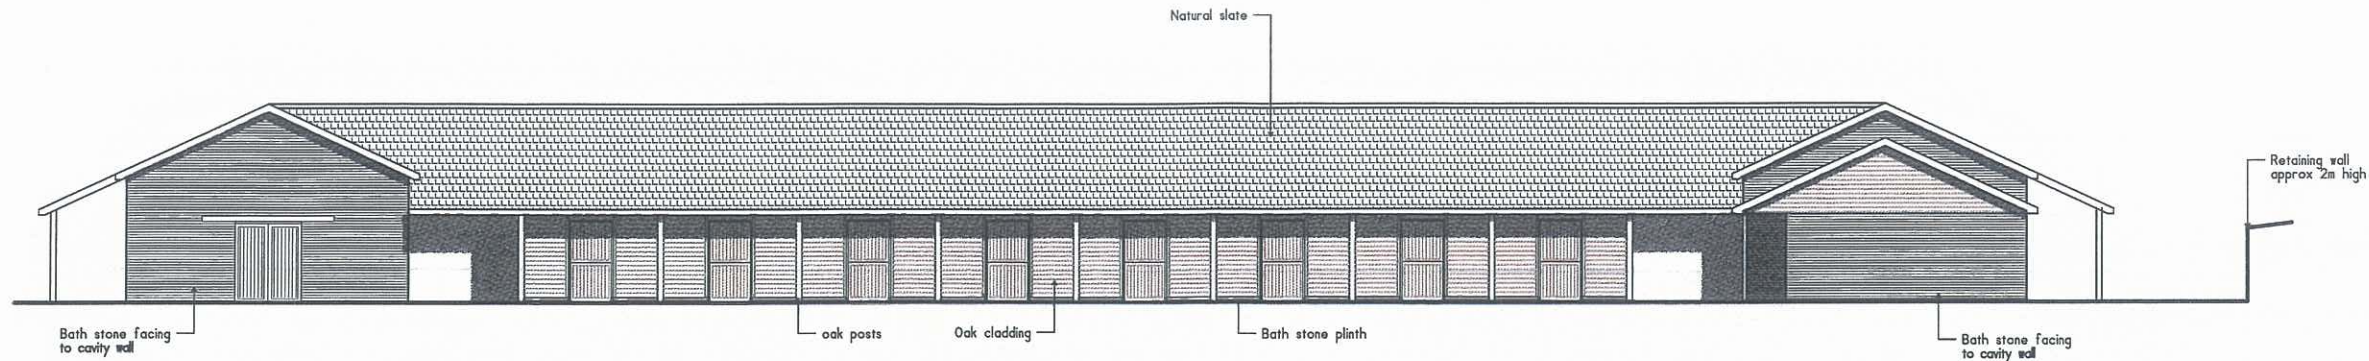 Natural slate
Retaining wall
approx 2m high
Bath stone facing
to cavity wall
oak posts
Oak cladding
Bath stone plinth
Bath stone facing
to cavity wall